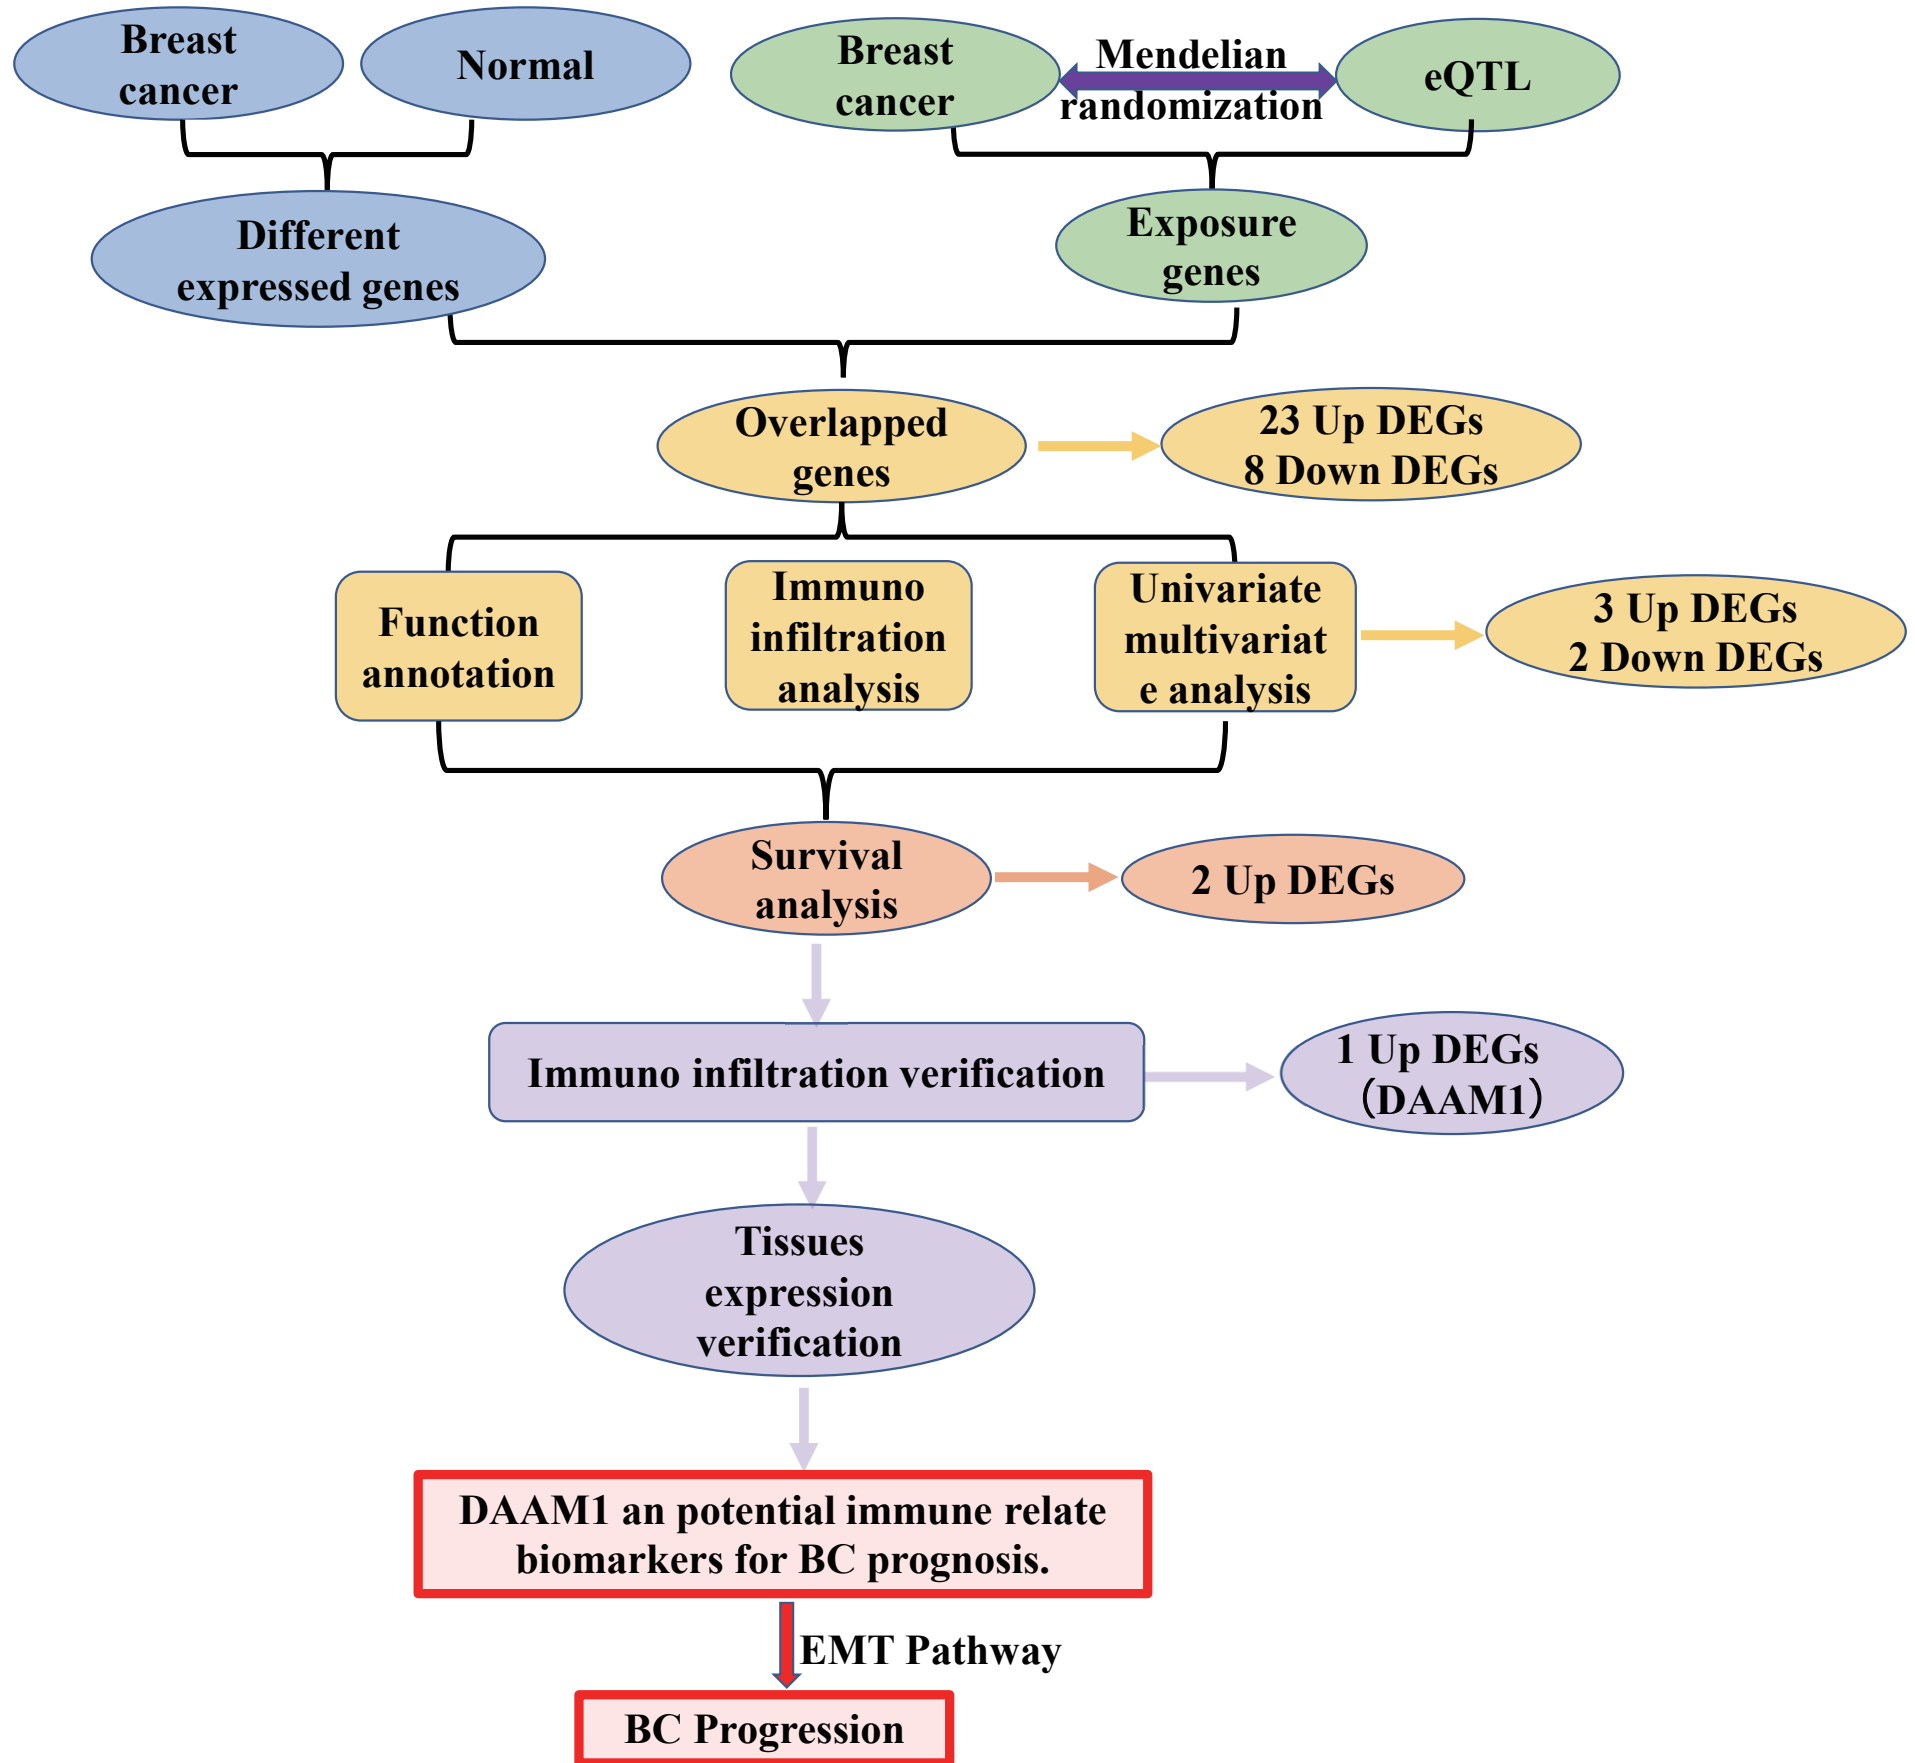 Breast
cancer
Normal
Breast
cancer
Mendelian
randomization
eQTL
Different
expressed genes
Exposure
genes
Overlapped
genes
23 Up DEGs
8 Down DEGs
Function
annotation
Immuno
infiltration
analysis
Univariate
multivariat
e analysis
3 Up DEGs
2 Down DEGs
Survival
analysis
2 Up DEGs
Immuno infiltration verification
1 Up DEGs
（DAAM1）
Tissues
expression
verification
DAAM1 an potential immune relate
biomarkers for BC prognosis.
EMT Pathway
BC Progression